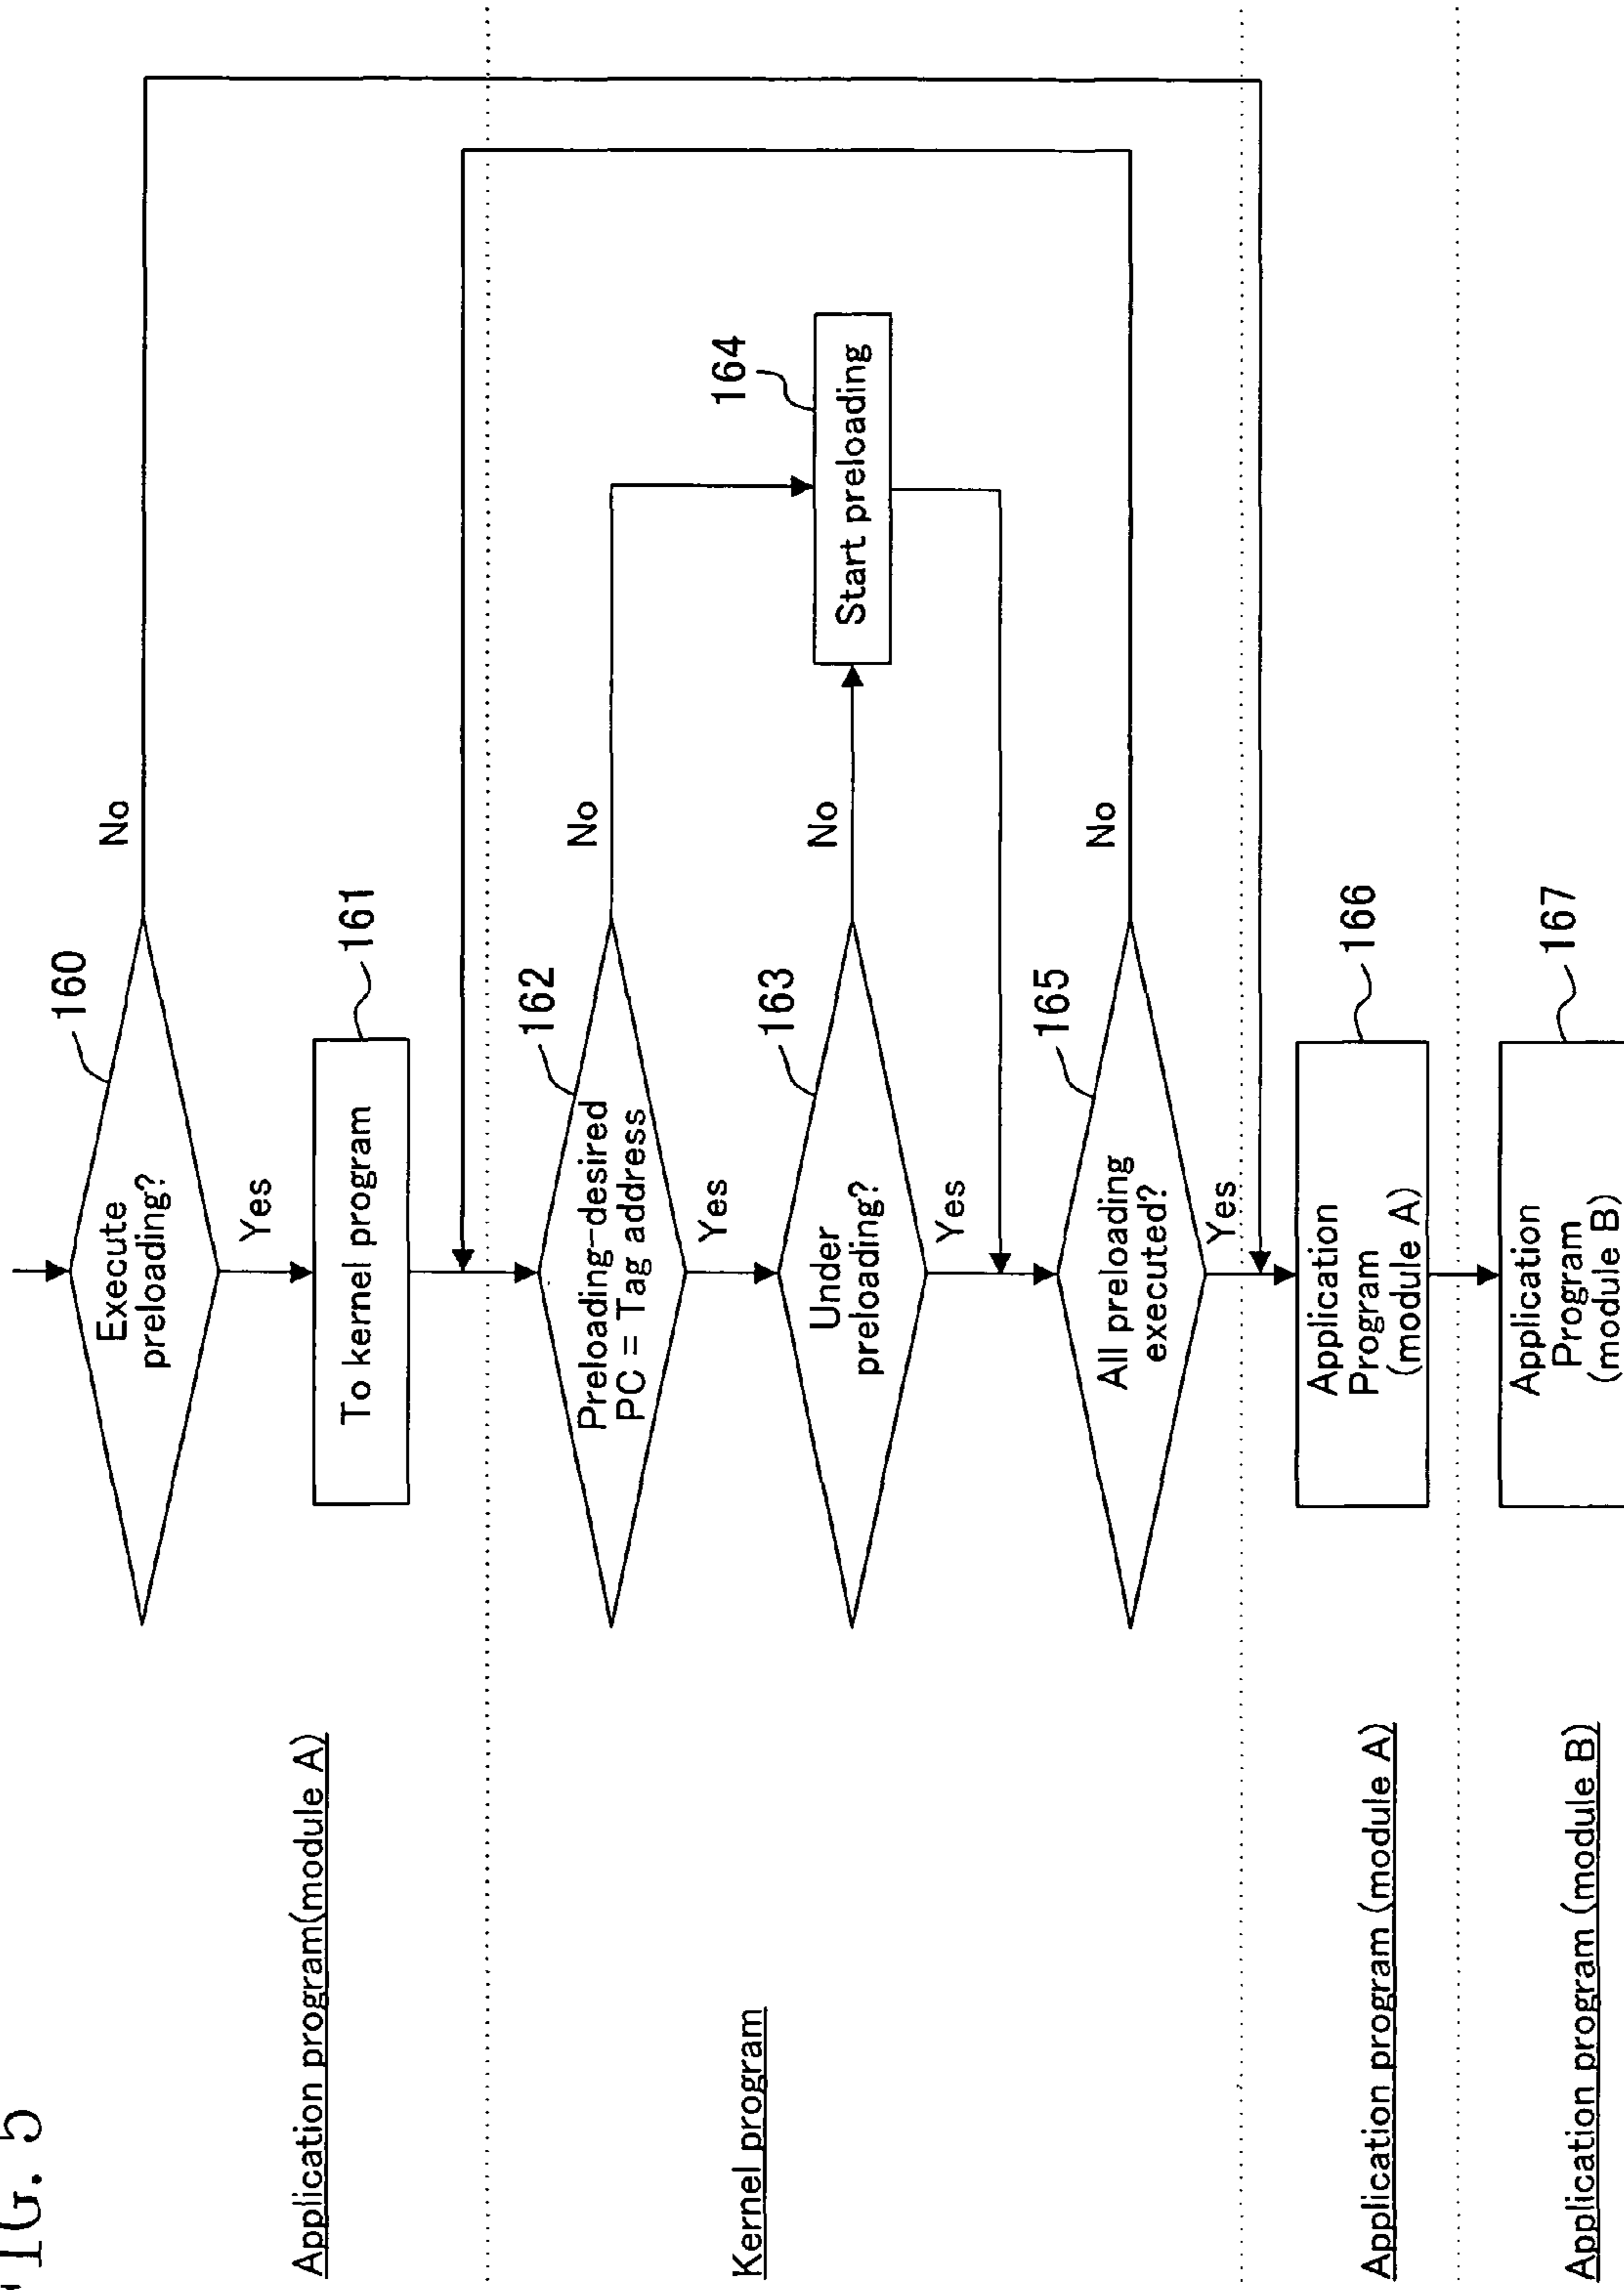 FIG. 5
Application program(module A)
160
Execute
preloading?
No
Yes
161
To kernel program
Kernel program
162
Preloading-desired
PC = Tag address
No
Yes
163
Under
preloading?
No
Yes
164
Start preloading
165
All preloading
executed?
No
Yes
Application program (module A)
166
Application
Program
(module A)
Application program (module B)
167
Application
Program
(module B)